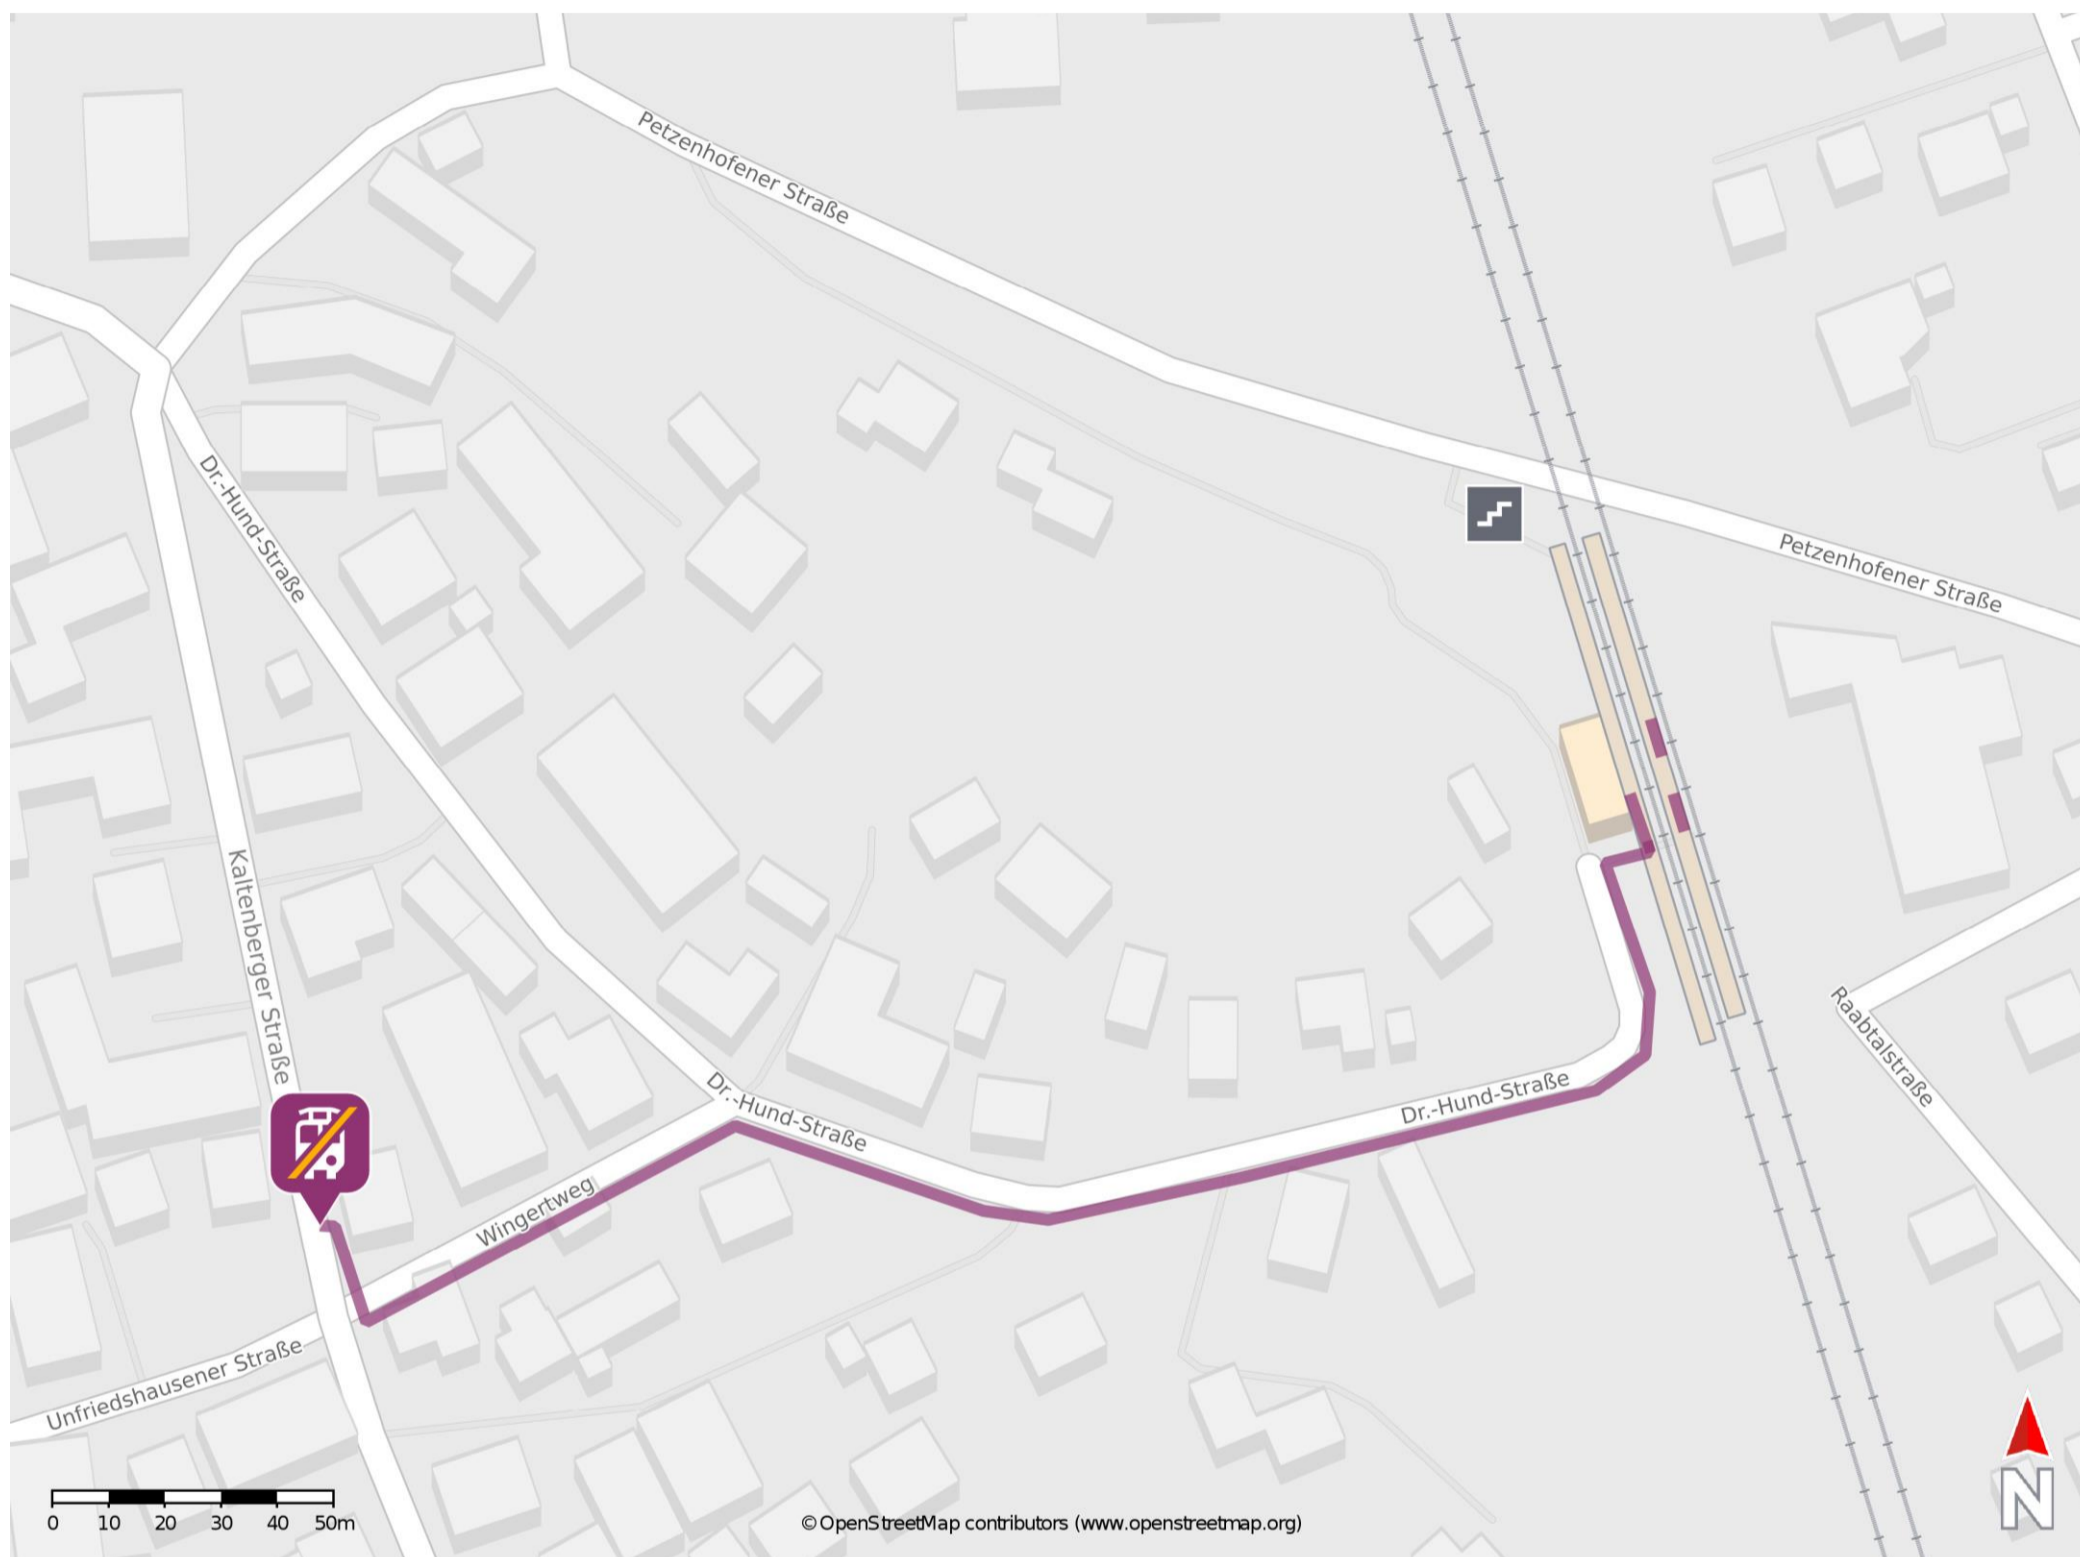 Petzenhofener Straße
Dr.-Hund-Straße
Petzenhofener Straße
Kaltenberger Straße
Raabtalstraße
Dr.-Hund-Straße
Dr.-Hund-Straße
Wingertweg
Unfriedshausener Straße
0 10 20 30 40 50m
© OpenStreetMap contributors (www.openstreetmap.org)
N